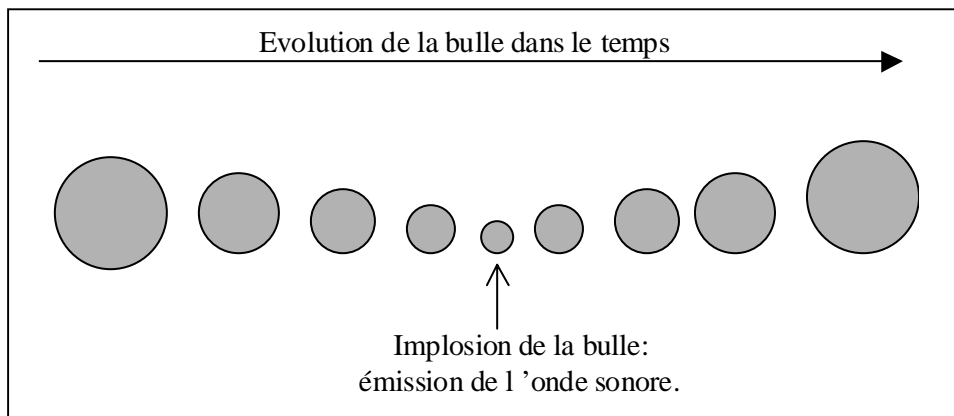 Evolution de la bulle dans le temps
Implosion de la bulle:
émission de l ’onde sonore.